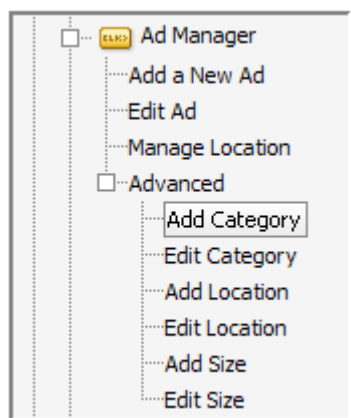 Ad Manager
Add a New Ad
Edit Ad
Manage Location
Advanced
Add Category
Edit Category
Add Location
Edit Location
Add Size
Edit Size